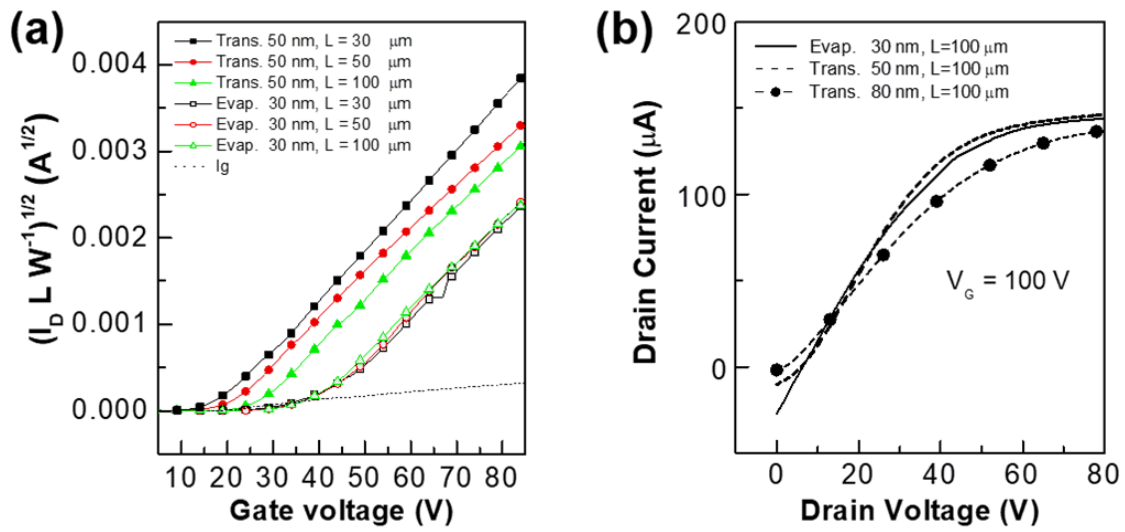 (a)
(I_D L W⁻¹)^1/2 (A^1/2)
0.004
0.003
0.002
0.001
0.000
Trans. 50 nm, L = 30 μm
Trans. 50 nm, L = 50 μm
Trans. 50 nm, L = 100 μm
Evap. 30 nm, L = 30 μm
Evap. 30 nm, L = 50 μm
Evap. 30 nm, L = 100 μm
Ig
10 20 30 40 50 60 70 80
Gate voltage (V)
(b)
Drain Current (μA)
200
100
0
Evap. 30 nm, L=100 μm
Trans. 50 nm, L=100 μm
Trans. 80 nm, L=100 μm
V_G = 100 V
0 20 40 60 80
Drain Voltage (V)